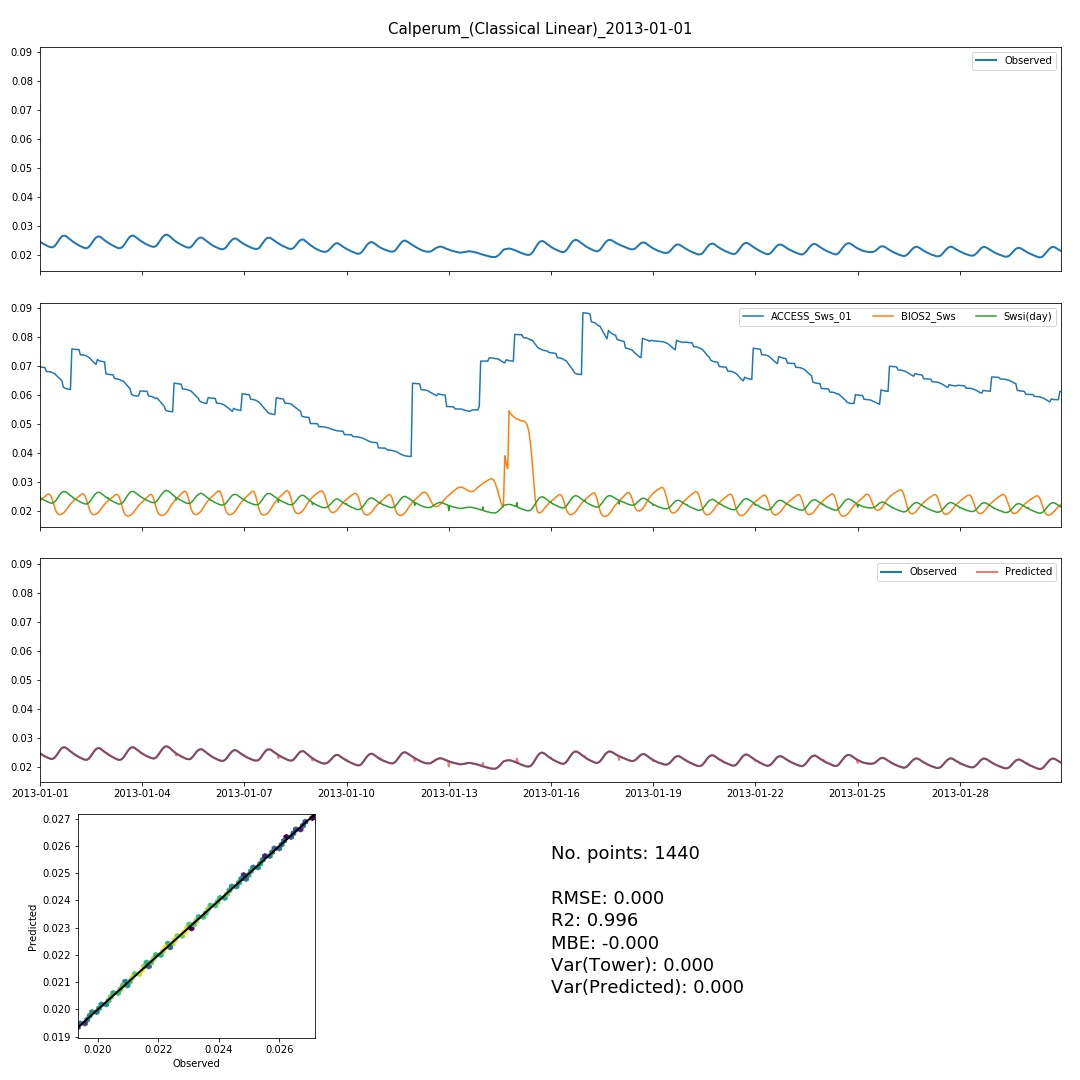 Calperum_(Classical Linear)_2013-01-01
0.09
0.08
0.07
0.06
0.05
0.04
0.03
0.02
Observed
0.09
0.08
0.07
0.06
0.05
0.04
0.03
0.02
ACCESS_Sws_01 BIOS2_Sws Swsi(day)
0.09
0.08
0.07
0.06
0.05
0.04
0.03
0.02
Observed Predicted
2013-01-01 2013-01-04 2013-01-07 2013-01-10 2013-01-13 2013-01-16 2013-01-19 2013-01-22 2013-01-25 2013-01-28
0.027
0.026
0.025
0.024
0.023
0.022
0.021
0.020
0.019
Predicted
0.020 0.022 0.024 0.026
Observed
No. points: 1440
RMSE: 0.000
R2: 0.996
MBE: -0.000
Var(Tower): 0.000
Var(Predicted): 0.000